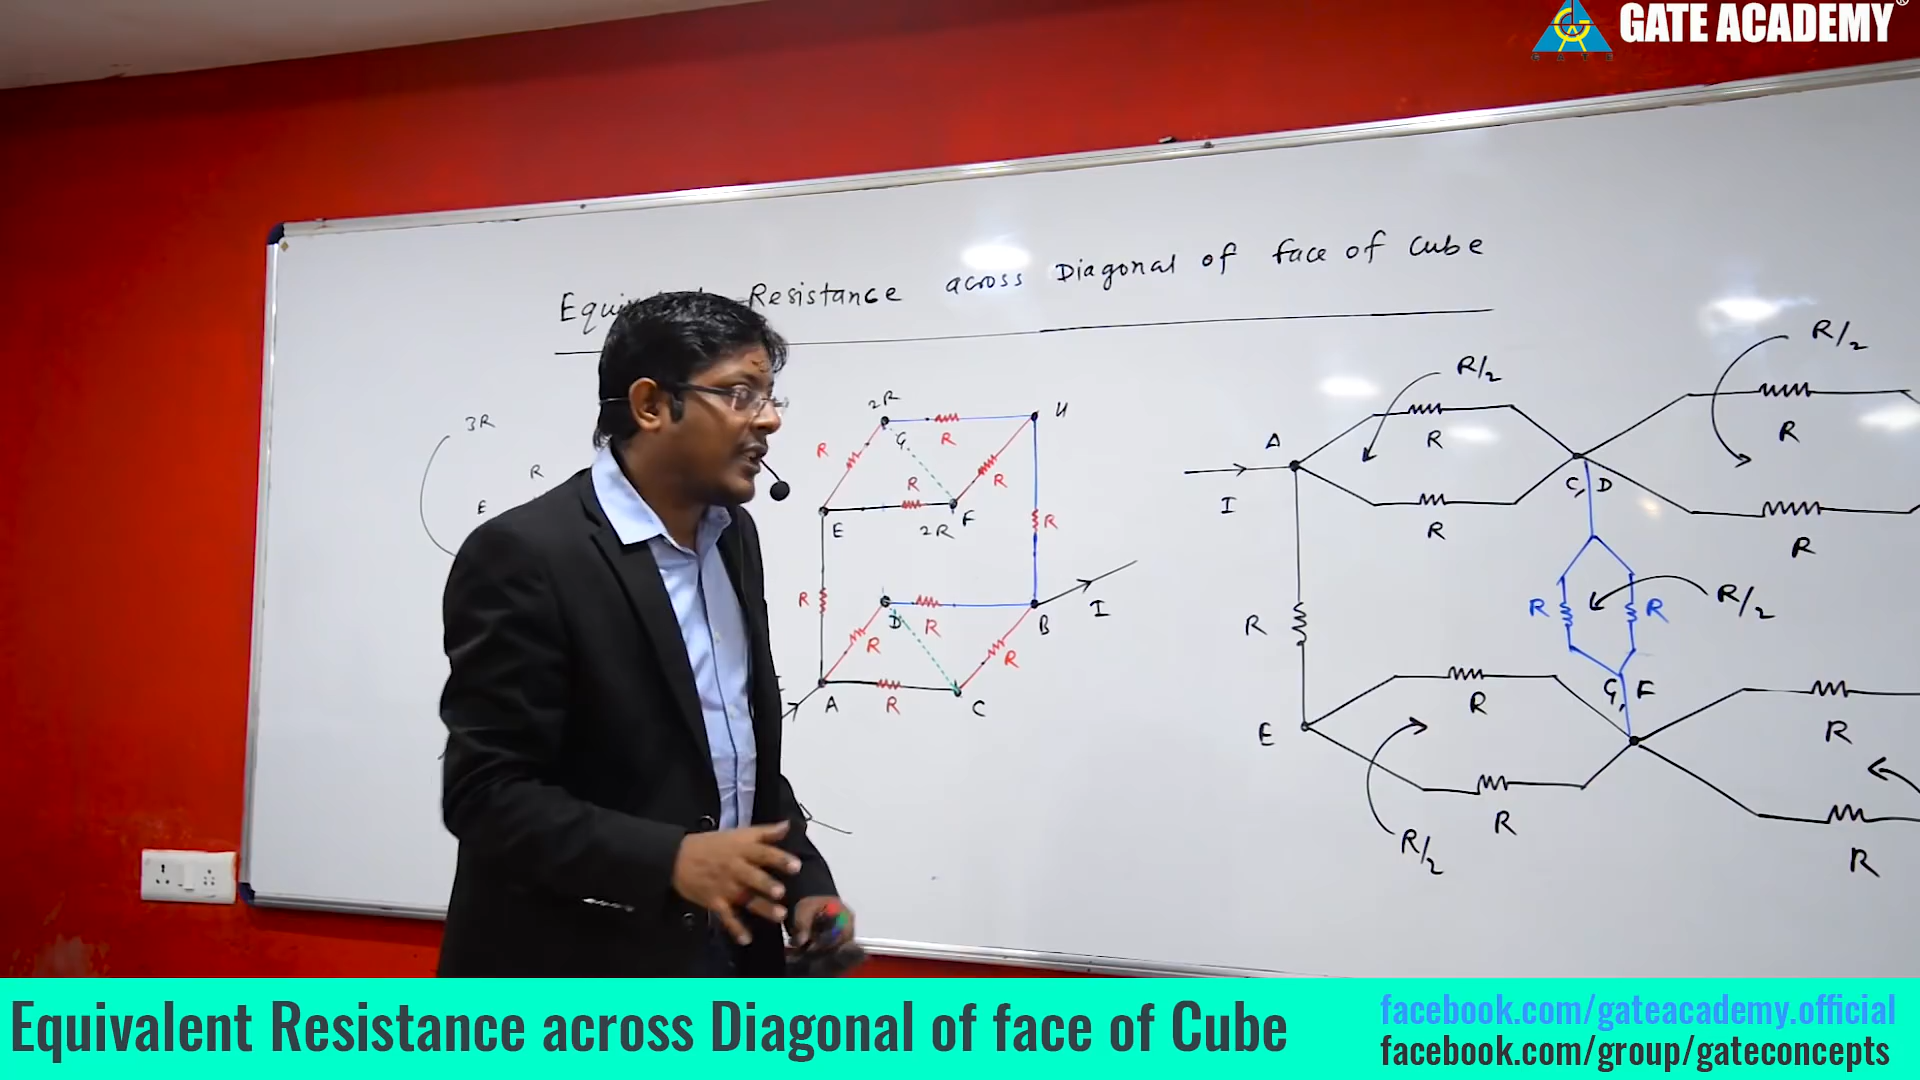 GATE ACADEMY
GATE
Resistance across Diagonal of face of Cube
3R
R
E
2R
G
R
H
R
R
R
E
2R
F
R
R
D
R
R
R
B
I
A
R
C
A
I
R/2
R
R
C, D
R/2
R
R
R
R
R
R/2
E
R
G, F
R
R/2
R
R
Equivalent Resistance across Diagonal of face of Cube
facebook.com/gateacademy.official
facebook.com/group/gateconcepts